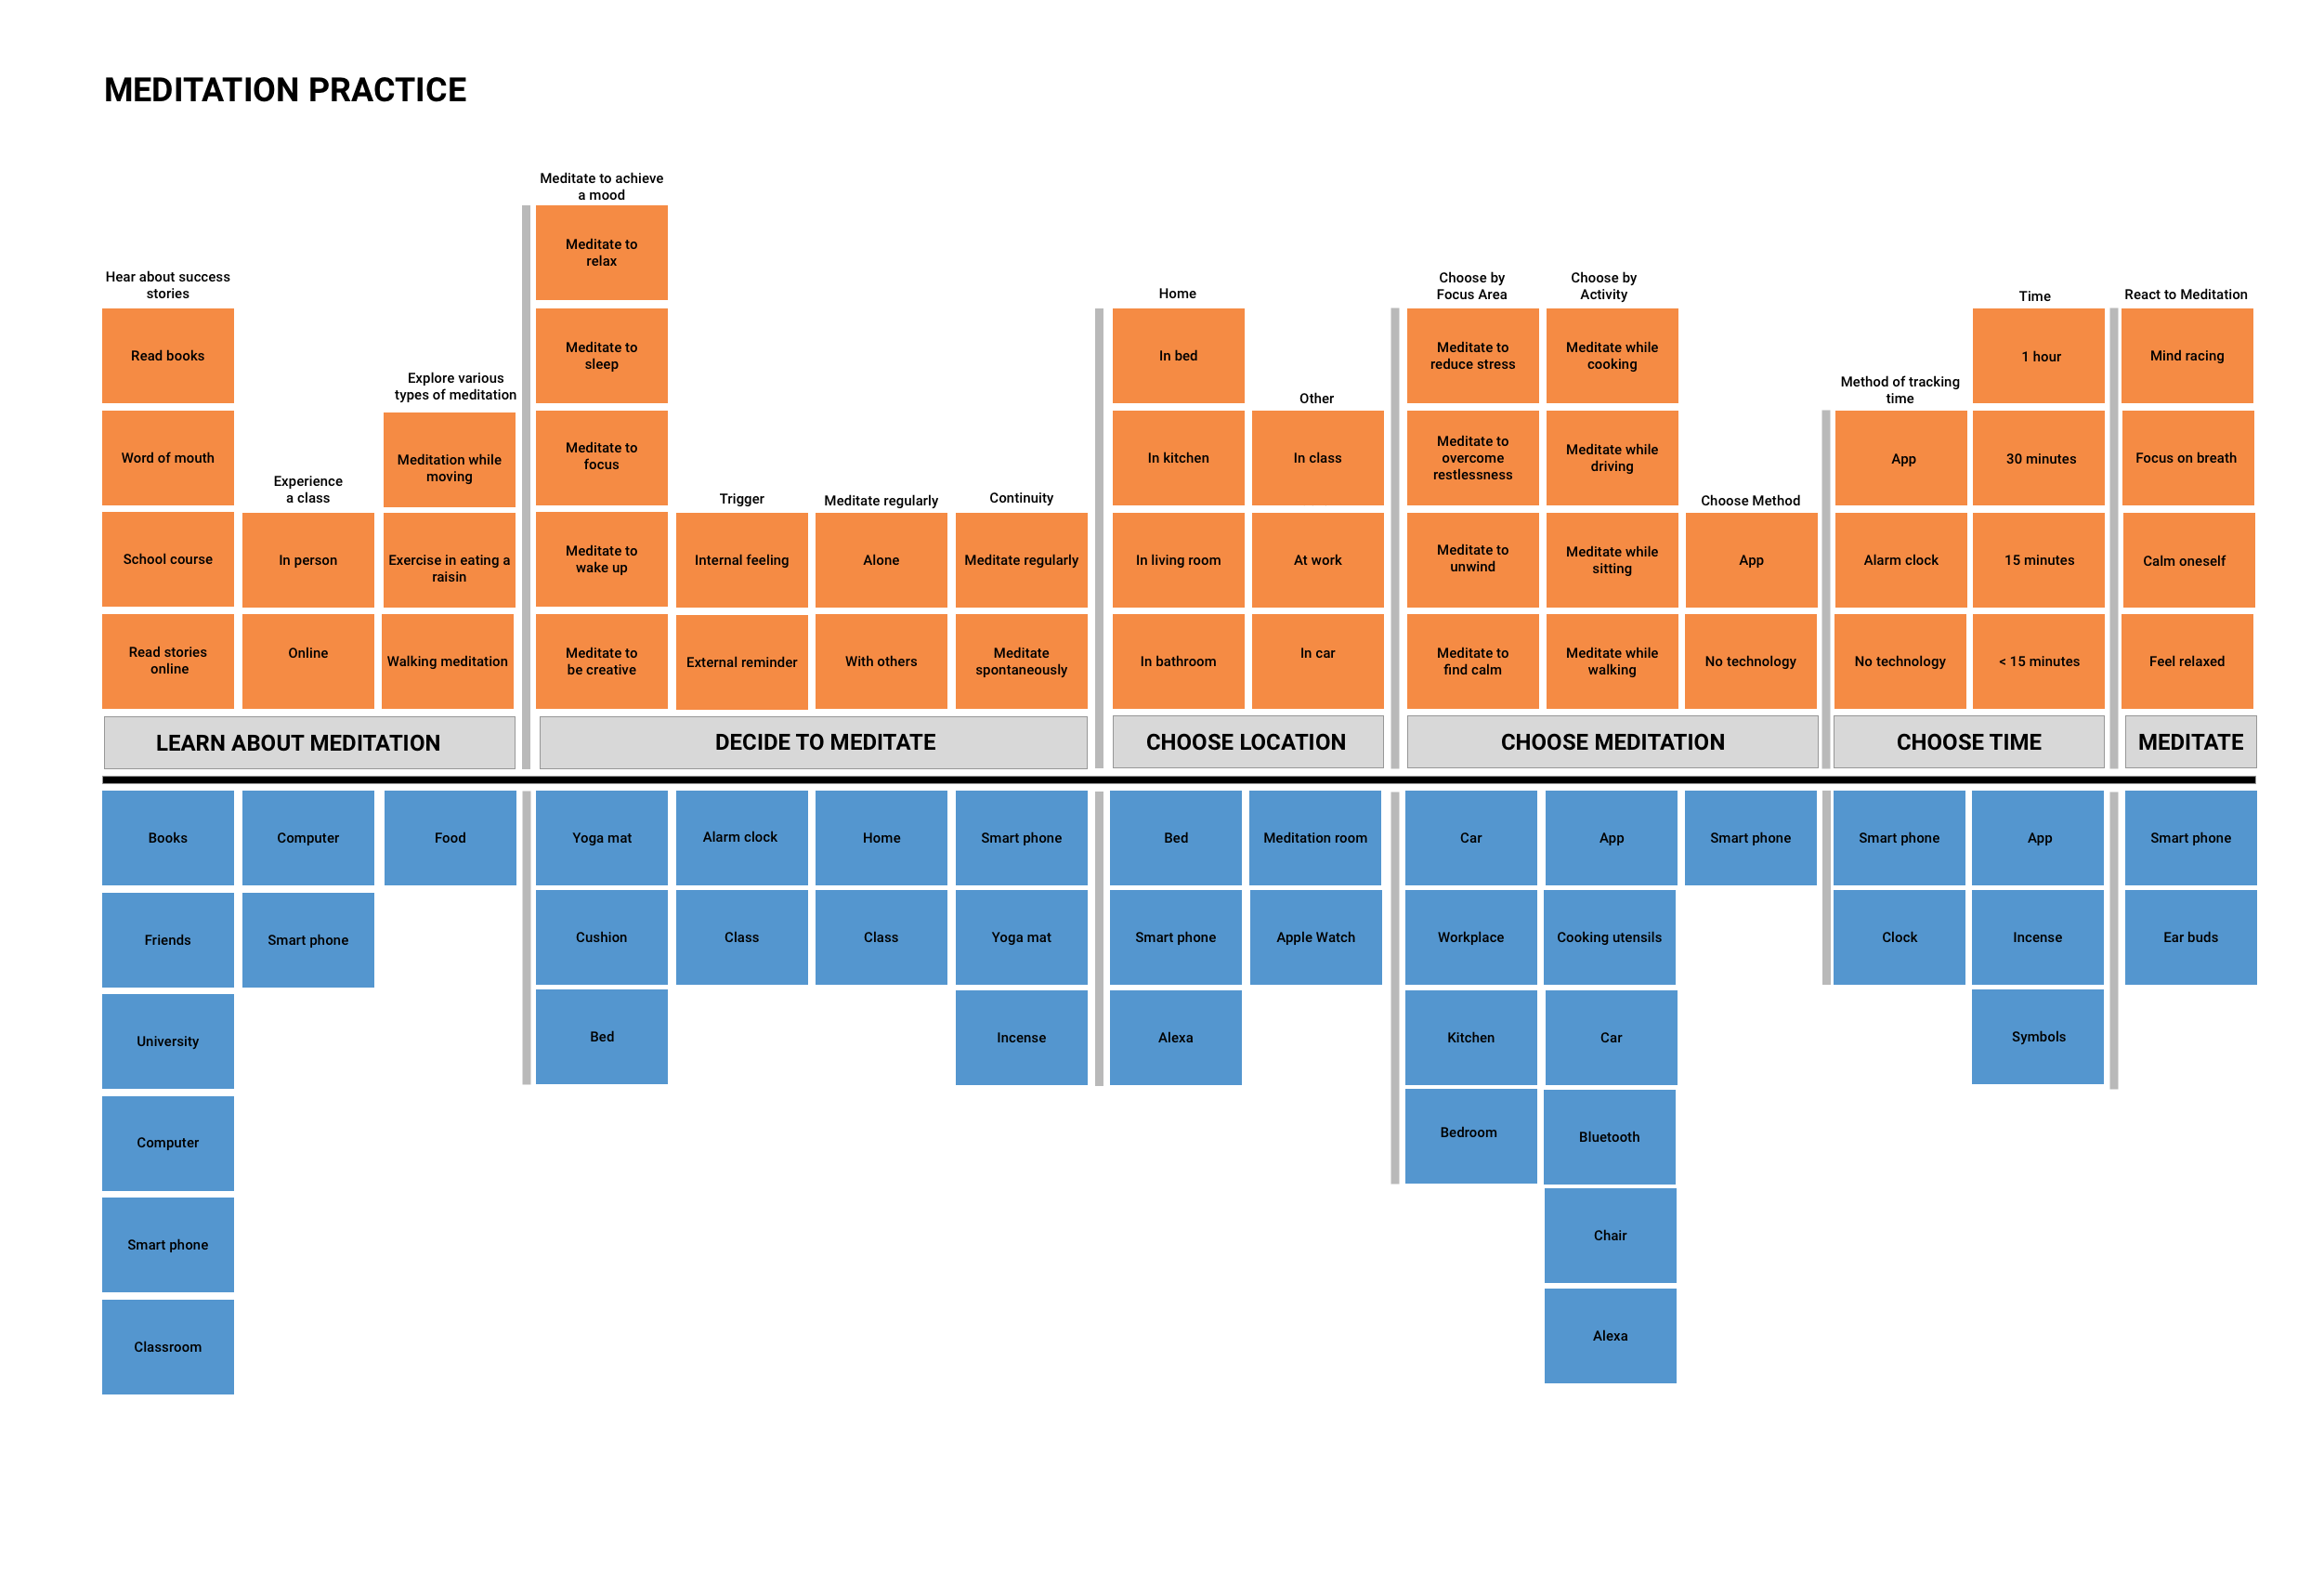 MEDITATION PRACTICE
Hear about success
stories
Read books
Word of mouth
School course
Read stories
online
Experience
a class
In person
Online
Explore various
types of meditation
Meditation while
moving
Exercise in eating a
raisin
Walking meditation
LEARN ABOUT MEDITATION
Meditate to achieve
a mood
Meditate to
relax
Meditate to
sleep
Meditate to
focus
Meditate to
wake up
Meditate to
be creative
Trigger
Internal feeling
External reminder
Meditate regularly
Alone
With others
Continuity
Meditate regularly
Meditate
spontaneously
DECIDE TO MEDITATE
Home
In bed
In kitchen
In living room
In bathroom
Other
In class
At work
In car
CHOOSE LOCATION
Choose by
Focus Area
Meditate to
reduce stress
Meditate to
overcome
restlessness
Meditate to
unwind
Meditate to
find calm
Choose by
Activity
Meditate while
cooking
Meditate while
driving
Meditate while
sitting
Meditate while
walking
Choose Method
App
No technology
CHOOSE MEDITATION
Method of tracking
time
App
Alarm clock
No technology
Time
1 hour
30 minutes
15 minutes
< 15 minutes
CHOOSE TIME
React to Meditation
Mind racing
Focus on breath
Calm oneself
Feel relaxed
MEDITATE
Books
Friends
University
Computer
Smart phone
Classroom
Computer
Smart phone
Food
Yoga mat
Cushion
Bed
Alarm clock
Class
Home
Class
Smart phone
Yoga mat
Incense
Bed
Smart phone
Alexa
Meditation room
Apple Watch
Car
Workplace
Kitchen
Bedroom
App
Cooking utensils
Car
Bluetooth
Chair
Alexa
Smart phone
Smart phone
Clock
App
Incense
Symbols
Smart phone
Ear buds